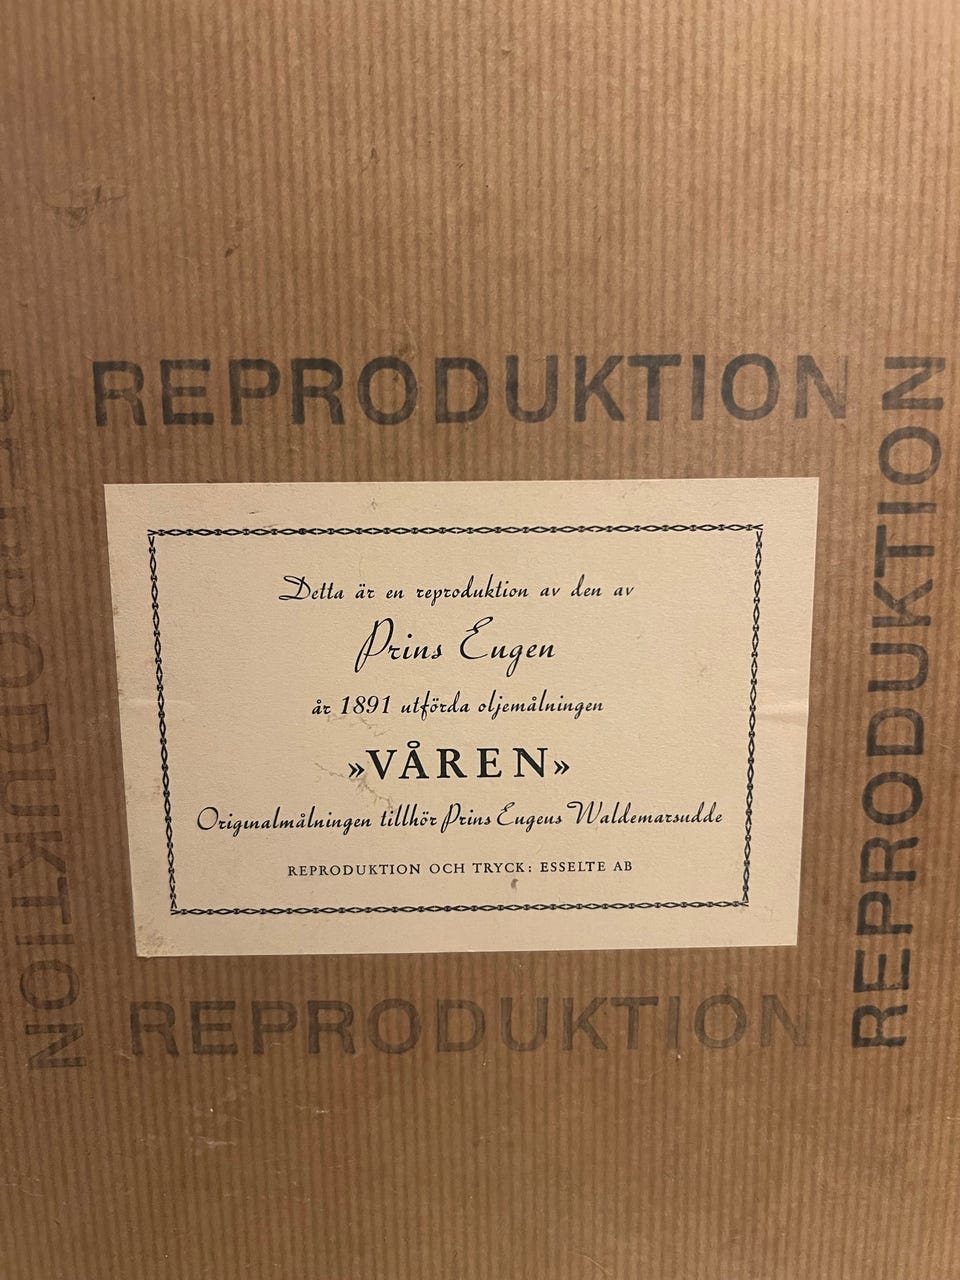 REPRODUKTION
REPRODUKTION
REPRODUKTION
Detta är en reproduktion av den av
Prins Eugen
år 1891 utförda oljemålningen
»VÅREN»
Originalmålningen tillhör Prins Eugens Waldemarsudde
REPRODUKTION OCH TRYCK: ESSELTE AB
REPRODUKTION